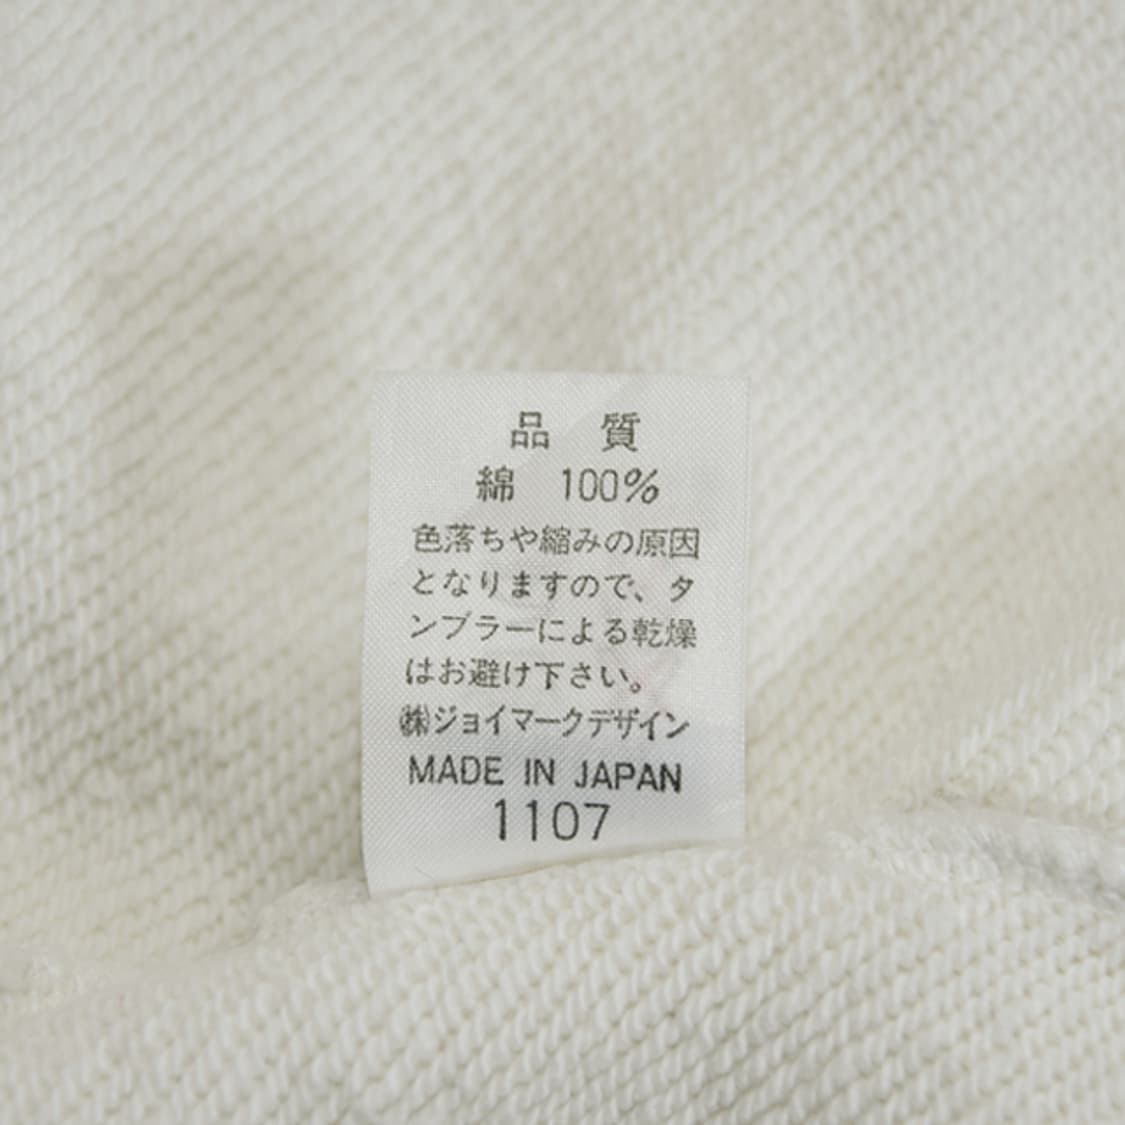 品 質
綿 100%
色落ちや縮みの原因
となりますので、タ
ンブラーによる乾燥
はお避け下さい。
㈱ジョイマークデザイン
MADE IN JAPAN
1107